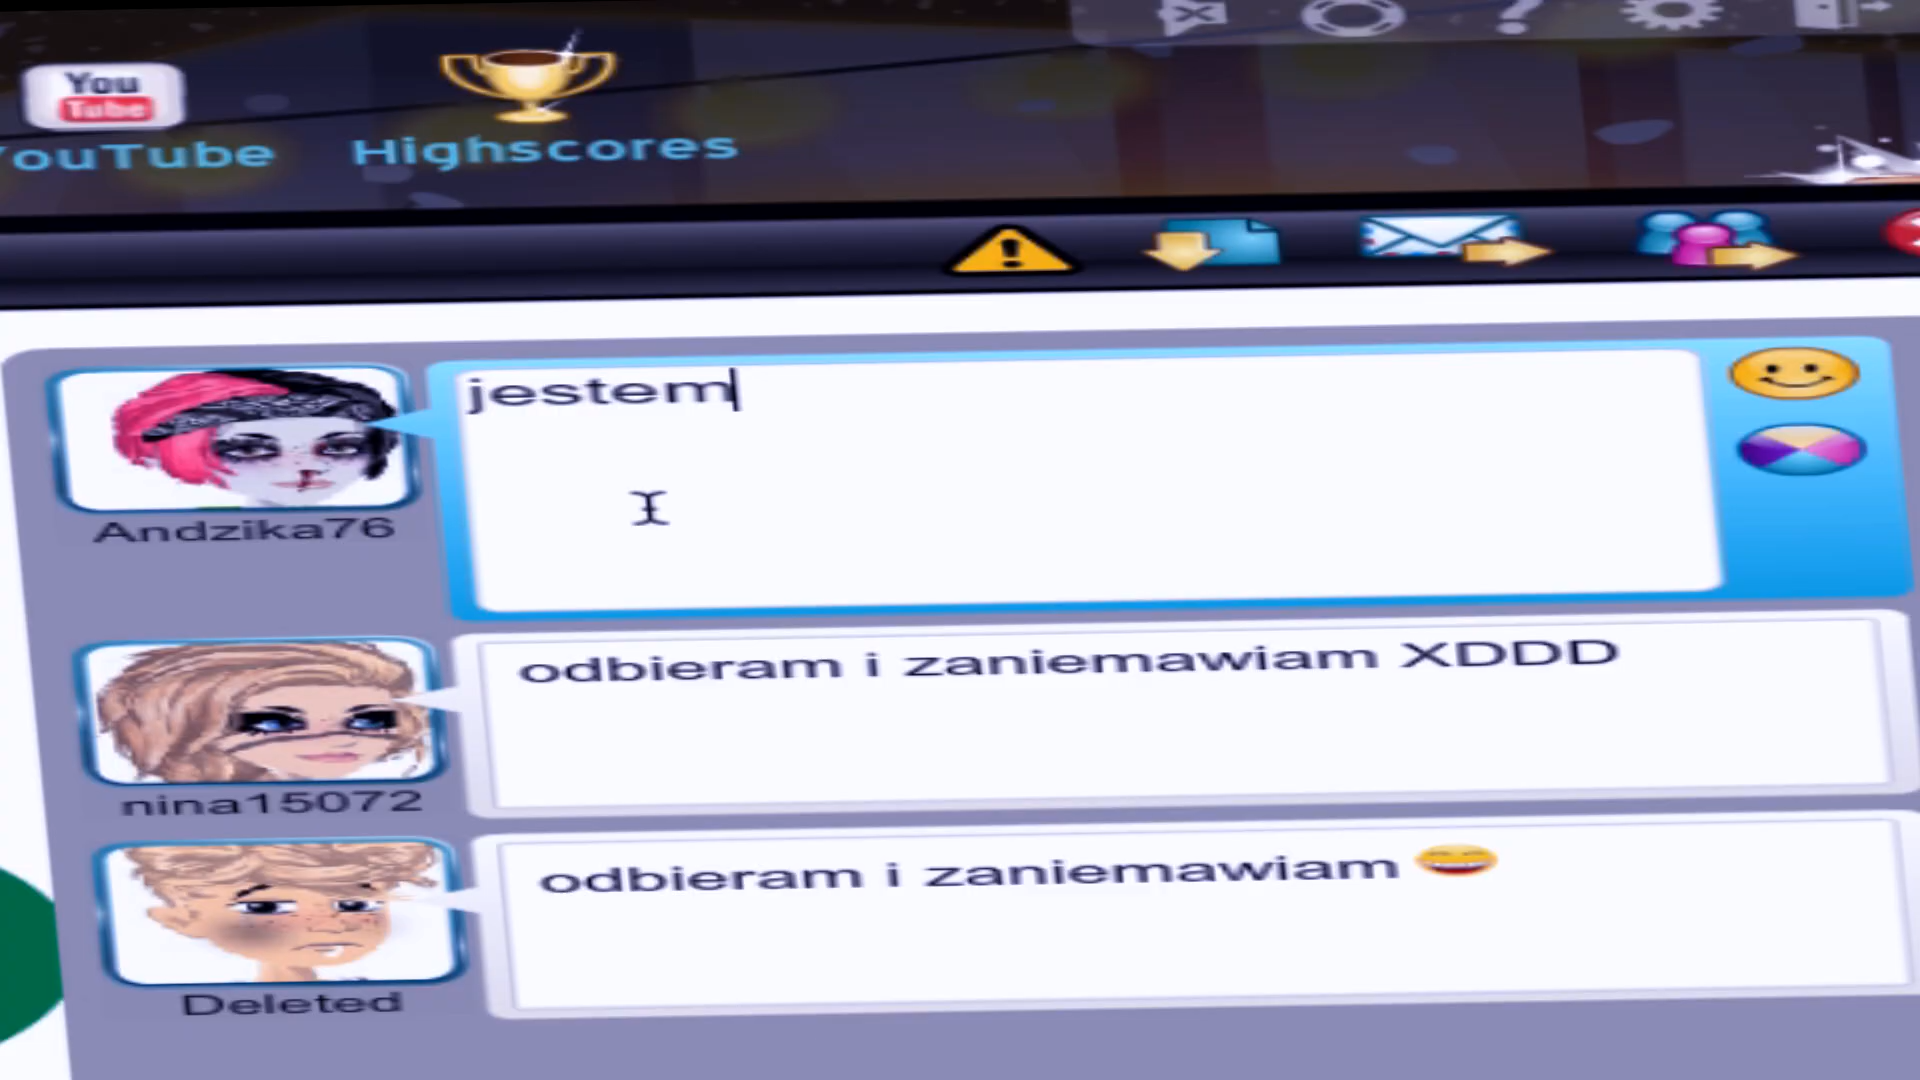 You
Tube
YouTube
Highscores
jestem
Andzika76
odbieram i zaniemawiam XDDD
nina15072
odbieram i zaniemawiam 😄
Deleted